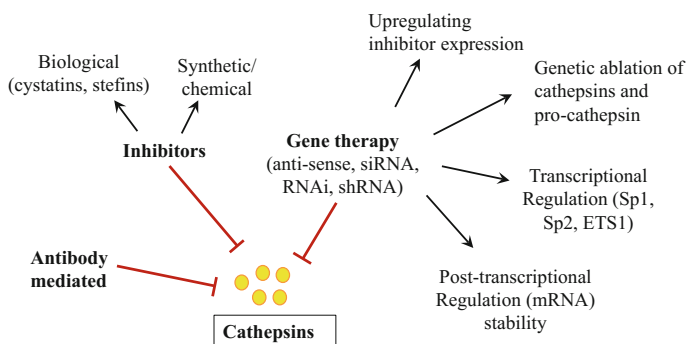 Biological
(cystatins, stefins)
Synthetic/
chemical
Inhibitors
Antibody
mediated
Cathepsins
Gene therapy
(anti-sense, siRNA,
RNAi, shRNA)
Upregulating
inhibitor expression
Genetic ablation of
cathepsins and
pro-cathepsin
Transcriptional
Regulation (Sp1,
Sp2, ETS1)
Post-transcriptional
Regulation (mRNA)
stability